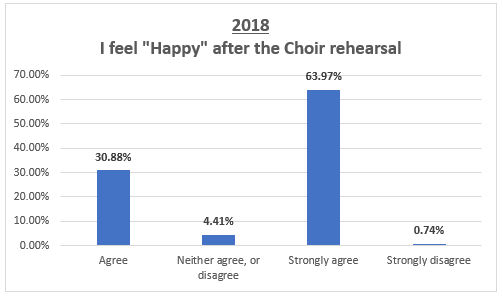 2018
I feel "Happy" after the Choir rehearsal
70.00%
60.00%
50.00%
40.00%
30.00%
20.00%
10.00%
0.00%
30.88%
4.41%
63.97%
0.74%
Agree
Neither agree, or
disagree
Strongly agree
Strongly disagree